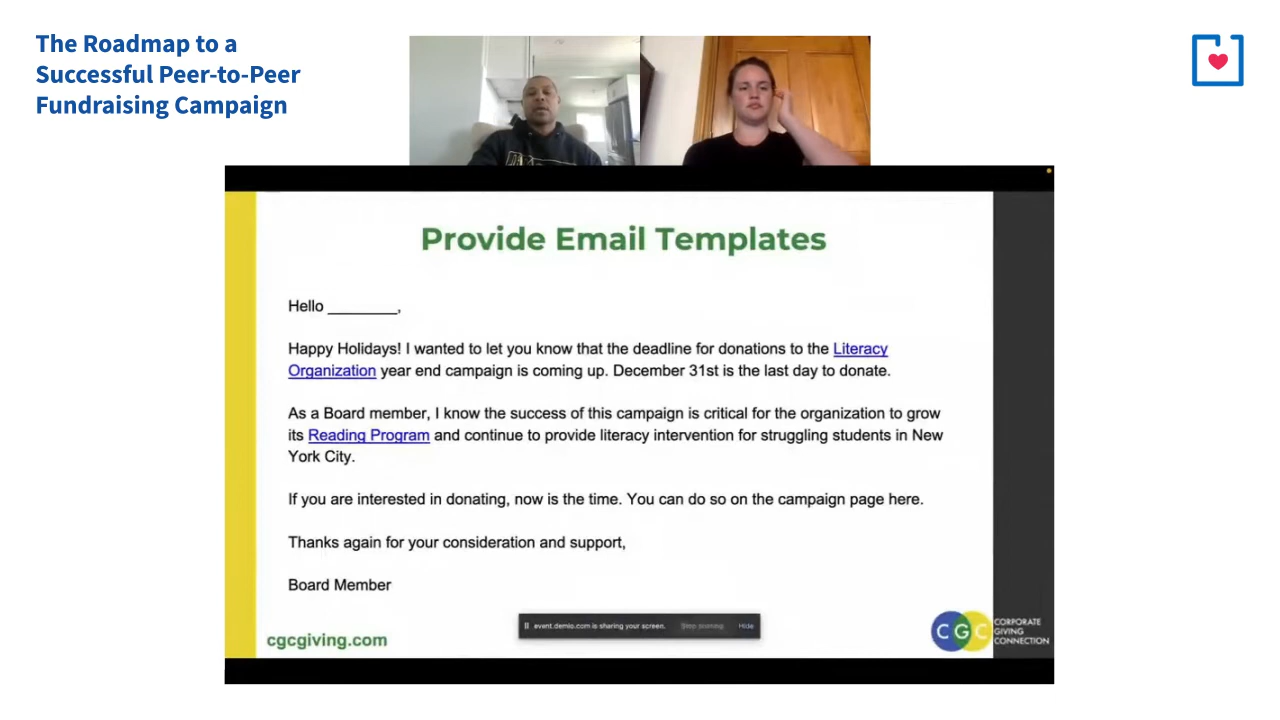 The Roadmap to a
Successful Peer-to-Peer
Fundraising Campaign
Provide Email Templates
Hello ________,
Happy Holidays! I wanted to let you know that the deadline for donations to the Literacy
Organization year end campaign is coming up. December 31st is the last day to donate.
As a Board member, I know the success of this campaign is critical for the organization to grow
its Reading Program and continue to provide literacy intervention for struggling students in New
York City.
If you are interested in donating, now is the time. You can do so on the campaign page here.
Thanks again for your consideration and support,
Board Member
event.demio.com is sharing your screen. Stop sharing Hide
cgcgiving.com
CGC CORPORATE
GIVING
CONNECTION